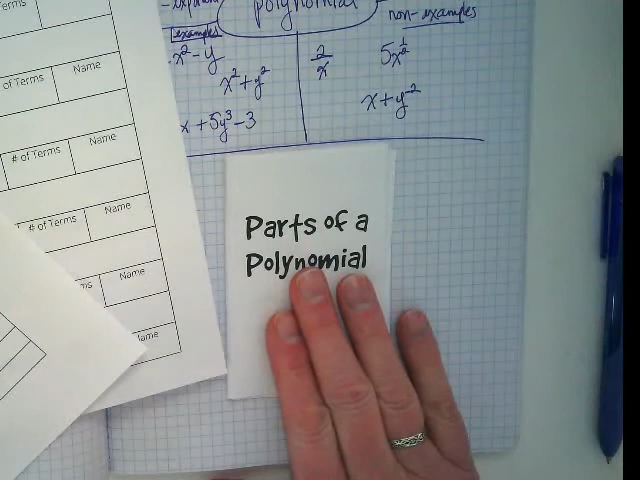 polynomial
non-examples
examples
x² - y
2/x
5x^½
x² + y²
x + y⁻²
x + 5y³ - 3
Parts of a
Polynomial
Terms
Name
of Terms
Name
# of Terms
Name
# of Terms
Name
Name